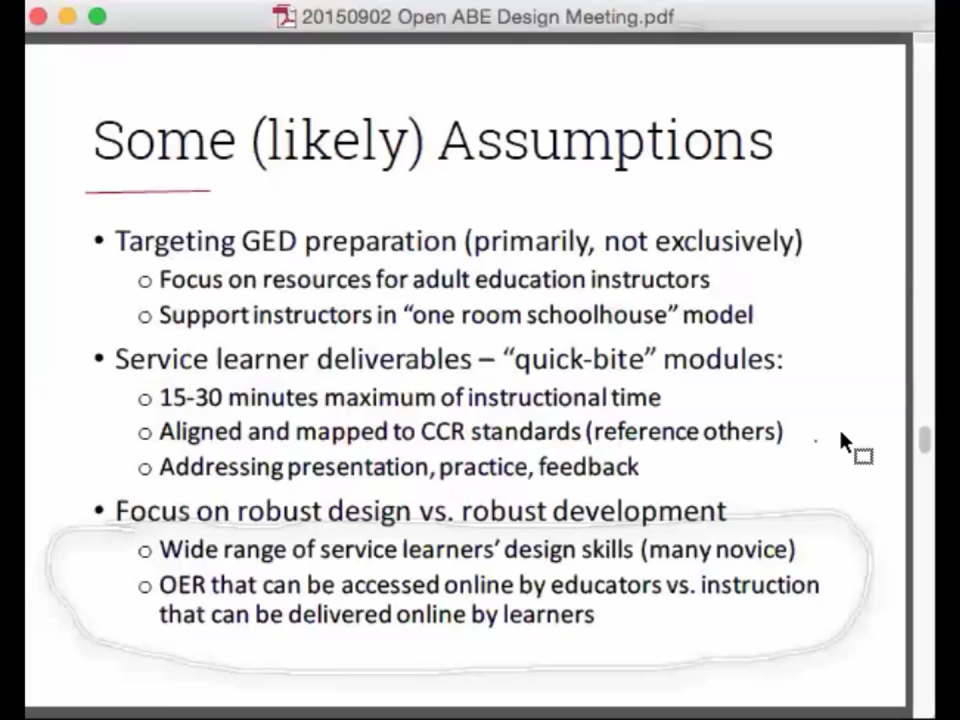 20150902 Open ABE Design Meeting.pdf
Some (likely) Assumptions
• Targeting GED preparation (primarily, not exclusively)
o Focus on resources for adult education instructors
o Support instructors in “one room schoolhouse” model
• Service learner deliverables – “quick-bite” modules:
o 15-30 minutes maximum of instructional time
o Aligned and mapped to CCR standards (reference others)
o Addressing presentation, practice, feedback
• Focus on robust design vs. robust development
o Wide range of service learners’ design skills (many novice)
o OER that can be accessed online by educators vs. instruction
that can be delivered online by learners